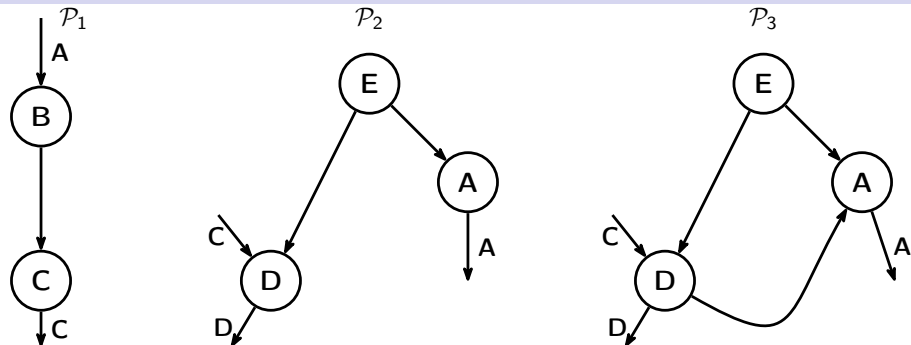 𝒫₁ 𝒫₂ 𝒫₃
A
E E
B
A A
C C
A A
C D D
C D D